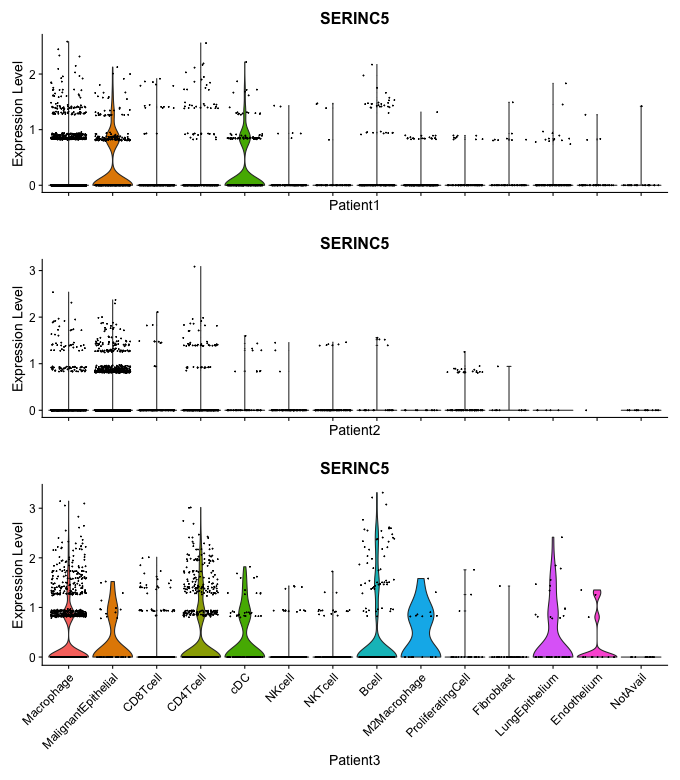 SERINC5
Expression Level
2
1
0
Patient1
SERINC5
Expression Level
3
2
1
0
Patient2
SERINC5
Expression Level
3
2
1
0
Macrophage
MalignantEpithelial
CD8Tcell
CD4Tcell
cDC
NKcell
NKTcell
Bcell
M2Macrophage
ProliferatingCell
Fibroblast
LungEpithelium
Endothelium
NotAvail
Patient3